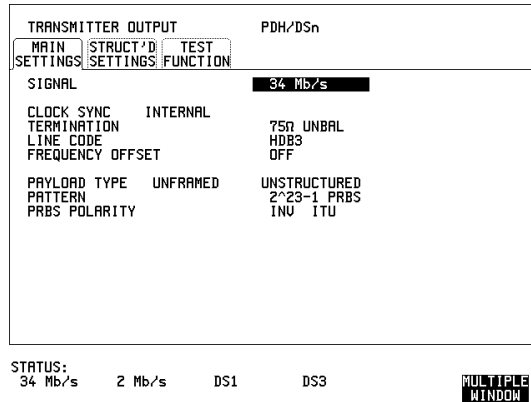 TRANSMITTER OUTPUT PDH/DSn
MAIN SETTINGS STRUCT'D SETTINGS TEST FUNCTION
SIGNAL 34 Mb/s
CLOCK SYNC INTERNAL
TERMINATION 75Ω UNBAL
LINE CODE HDB3
FREQUENCY OFFSET OFF
PAYLOAD TYPE UNFRAMED UNSTRUCTURED
PATTERN 2^23-1 PRBS
PRBS POLARITY INV ITU
STATUS:
34 Mb/s 2 Mb/s DS1 DS3 MULTIPLE WINDOW